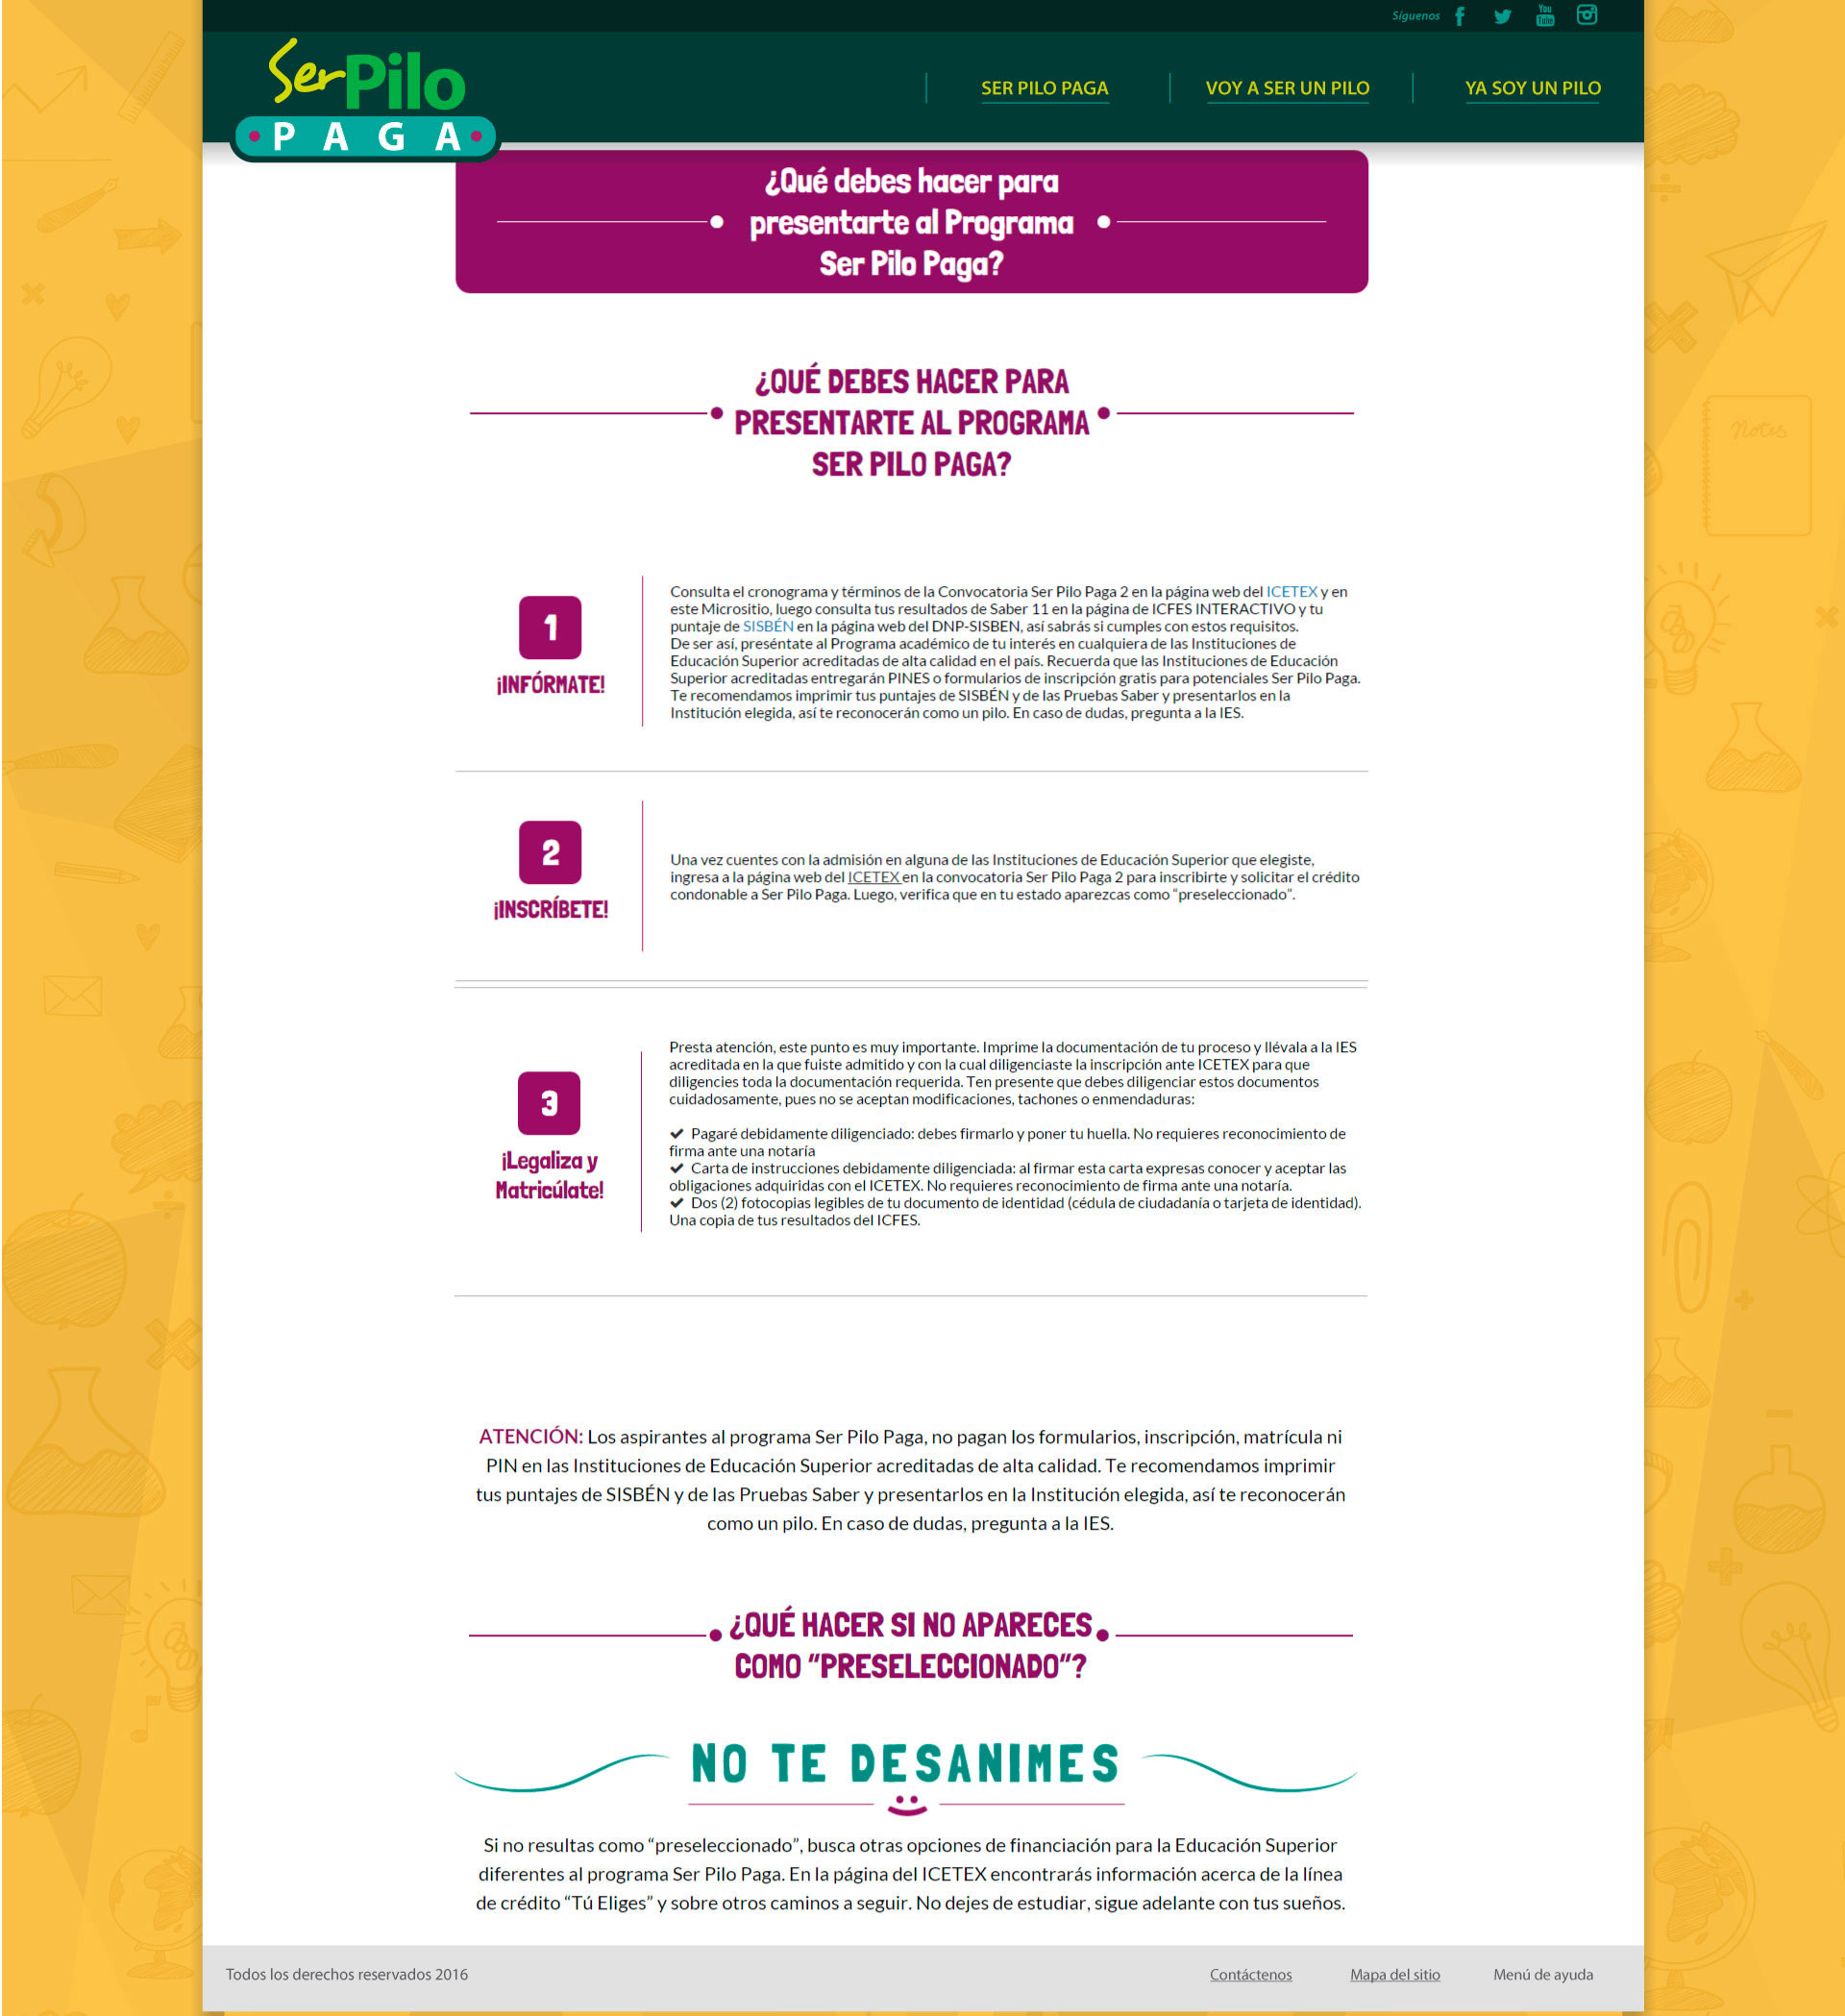 Síguenos
You Tube
Ser Pilo
PAGA
SER PILO PAGA
VOY A SER UN PILO
YA SOY UN PILO
¿Qué debes hacer para
presentarte al Programa
Ser Pilo Paga?
¿QUÉ DEBES HACER PARA
PRESENTARTE AL PROGRAMA
SER PILO PAGA?
Notes
1
¡INFÓRMATE!
Consulta el cronograma y términos de la Convocatoria Ser Pilo Paga 2 en la página web del ICETEX y en
este Micrositio, luego consulta tus resultados de Saber 11 en la página de ICFES INTERACTIVO y tu
puntaje de SISBÉN en la página web del DNP-SISBEN, así sabrás si cumples con estos requisitos.
De ser así, preséntate al Programa académico de tu interés en cualquiera de las Instituciones de
Educación Superior acreditadas de alta calidad en el país. Recuerda que las Instituciones de Educación
Superior acreditadas entregarán PINES o formularios de inscripción gratis para potenciales Ser Pilo Paga.
Te recomendamos imprimir tus puntajes de SISBÉN y de las Pruebas Saber y presentarlos en la
Institución elegida, así te reconocerán como un pilo. En caso de dudas, pregunta a la IES.
2
¡INSCRÍBETE!
Una vez cuentes con la admisión en alguna de las Instituciones de Educación Superior que elegiste,
ingresa a la página web del ICETEX en la convocatoria Ser Pilo Paga 2 para inscribirte y solicitar el crédito
condonable a Ser Pilo Paga. Luego, verifica que en tu estado aparezcas como “preseleccionado”.
3
¡Legaliza y
Matricúlate!
Presta atención, este punto es muy importante. Imprime la documentación de tu proceso y llévala a la IES
acreditada en la que fuiste admitido y con la cual diligenciaste la inscripción ante ICETEX para que
diligencies toda la documentación requerida. Ten presente que debes diligenciar estos documentos
cuidadosamente, pues no se aceptan modificaciones, tachones o enmendaduras:
✔ Pagaré debidamente diligenciado: debes firmarlo y poner tu huella. No requieres reconocimiento de
firma ante una notaría
✔ Carta de instrucciones debidamente diligenciada: al firmar esta carta expresas conocer y aceptar las
obligaciones adquiridas con el ICETEX. No requieres reconocimiento de firma ante una notaría.
✔ Dos (2) fotocopias legibles de tu documento de identidad (cédula de ciudadanía o tarjeta de identidad).
Una copia de tus resultados del ICFES.
ATENCIÓN: Los aspirantes al programa Ser Pilo Paga, no pagan los formularios, inscripción, matrícula ni
PIN en las Instituciones de Educación Superior acreditadas de alta calidad. Te recomendamos imprimir
tus puntajes de SISBÉN y de las Pruebas Saber y presentarlos en la Institución elegida, así te reconocerán
como un pilo. En caso de dudas, pregunta a la IES.
¿QUÉ HACER SI NO APARECES
COMO “PRESELECCIONADO”?
NO TE DESANIMES
Si no resultas como “preseleccionado”, busca otras opciones de financiación para la Educación Superior
diferentes al programa Ser Pilo Paga. En la página del ICETEX encontrarás información acerca de la línea
de crédito “Tú Eliges” y sobre otros caminos a seguir. No dejes de estudiar, sigue adelante con tus sueños.
Todos los derechos reservados 2016
Contáctenos
Mapa del sitio
Menú de ayuda